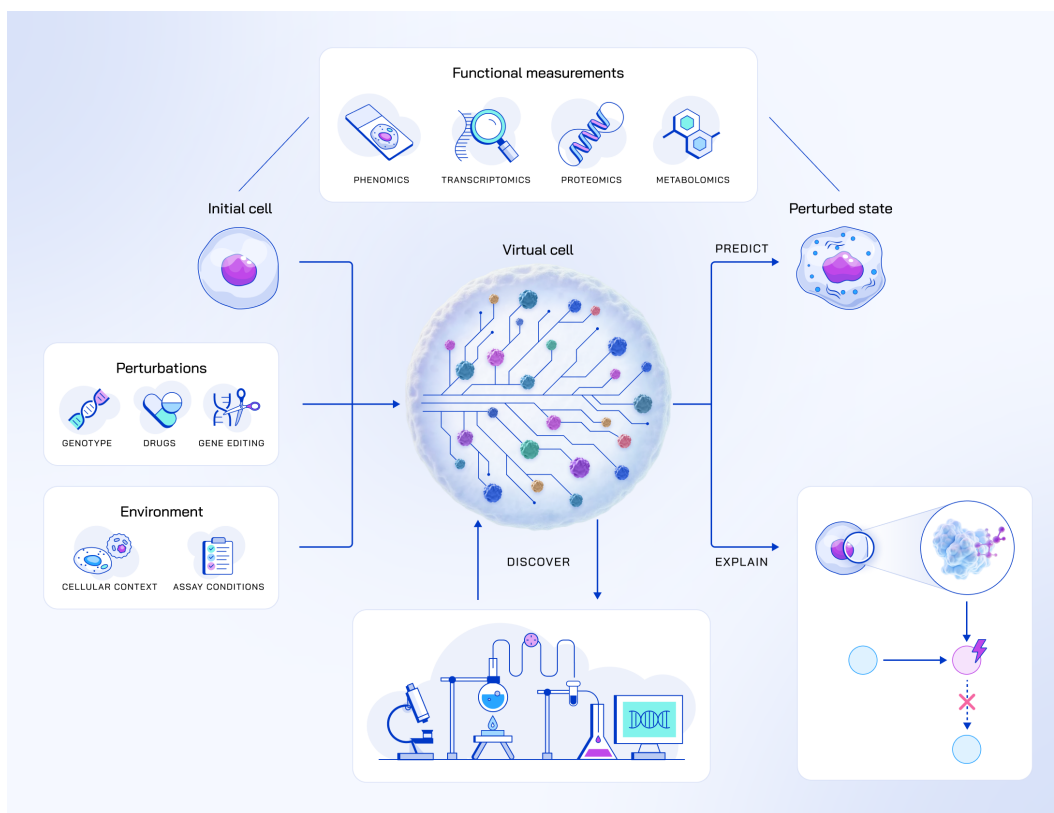 Functional measurements
PHENOMICS
TRANSCRIPTOMICS
PROTEOMICS
METABOLOMICS
Initial cell
Perturbed state
Virtual cell
PREDICT
Perturbations
GENOTYPE
DRUGS
GENE EDITING
Environment
CELLULAR CONTEXT
ASSAY CONDITIONS
DISCOVER
EXPLAIN